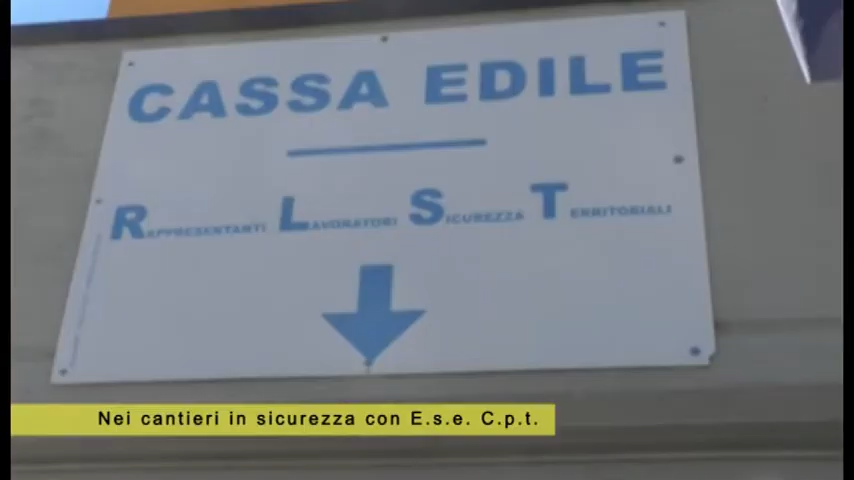 CASSA EDILE
RAPPRESENTANTI LAVORATORI SICUREZZA TERRITORIALI
Nei cantieri in sicurezza con E.s.e. C.p.t.